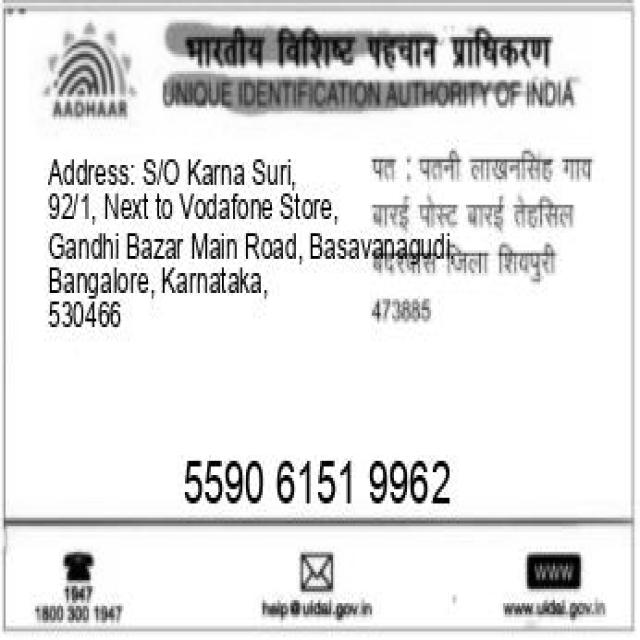 भारतीय विशिष्ट पहचान प्राधिकरण
AADHAAR
UNIQUE IDENTIFICATION AUTHORITY OF INDIA
Address: S/O Karna Suri,
92/1, Next to Vodafone Store,
Gandhi Bazar Main Road, Basavanagudi,
Bangalore, Karnataka,
530466
पत : पतनी लाखनसिंह गाय
बारई पोस्ट बारई तेहसिल
बदरवास जिला शिवपुरी
473885
5590 6151 9962
1947
1800 300 1947
help@uidai.gov.in
WWW
www.uidai.gov.in